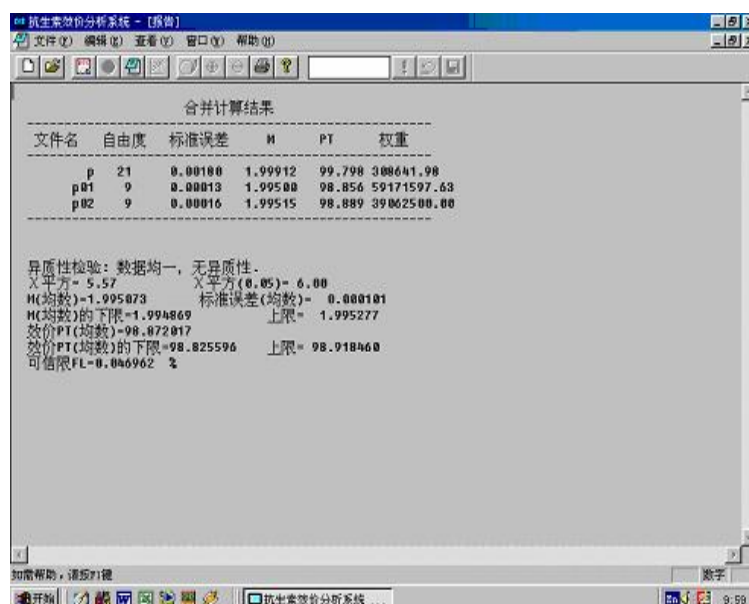 抗生素效价分析系统 - [报告]
文件(F) 编辑(E) 查看(V) 窗口(W) 帮助(H)
合并计算结果
文件名 自由度 标准误差 M PT 权重
p 21 0.00180 1.99912 99.798 308641.98
p01 9 0.00013 1.99500 98.856 59171597.63
p02 9 0.00016 1.99515 98.889 39062500.00
异质性检验: 数据均一, 无异质性.
X平方= 5.57 X平方(0.05)= 6.00
M(均数)=1.995073 标准误差(均数)= 0.000101
M(均数)的下限=1.994869 上限= 1.995277
效价PT(均数)=98.872017
效价PT(均数)的下限=98.825596 上限= 98.918460
可信限FL=0.046962 %
如需帮助，请按F1键 数字
开始 抗生素效价分析系统 ... En 9:59